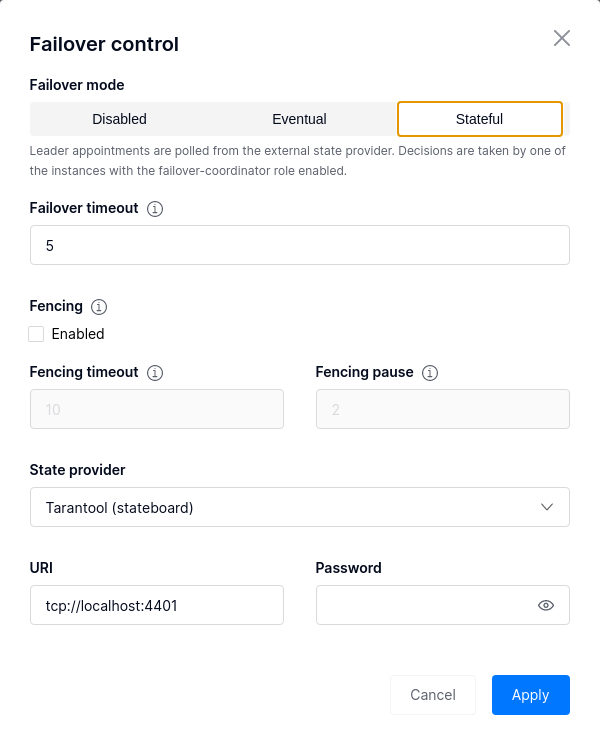 Failover control
Failover mode
Disabled Eventual Stateful
Leader appointments are polled from the external state provider. Decisions are taken by one of
the instances with the failover-coordinator role enabled.
Failover timeout
5
Fencing
Enabled
Fencing timeout Fencing pause
10 2
State provider
Tarantool (stateboard)
URI Password
tcp://localhost:4401
Cancel Apply